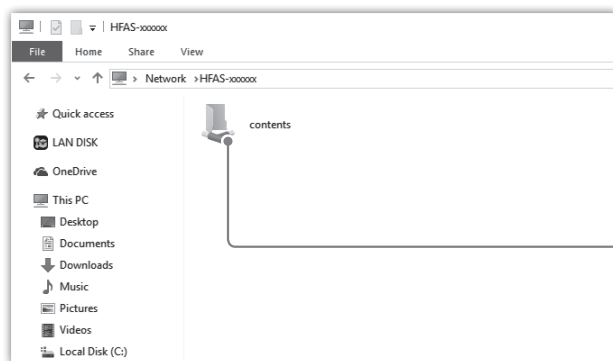 HFAS-xxxxxx
File Home Share View
Network >HFAS-xxxxxx
Quick access
contents
LAN DISK
OneDrive
This PC
Desktop
Documents
Downloads
Music
Pictures
Videos
Local Disk (C:)